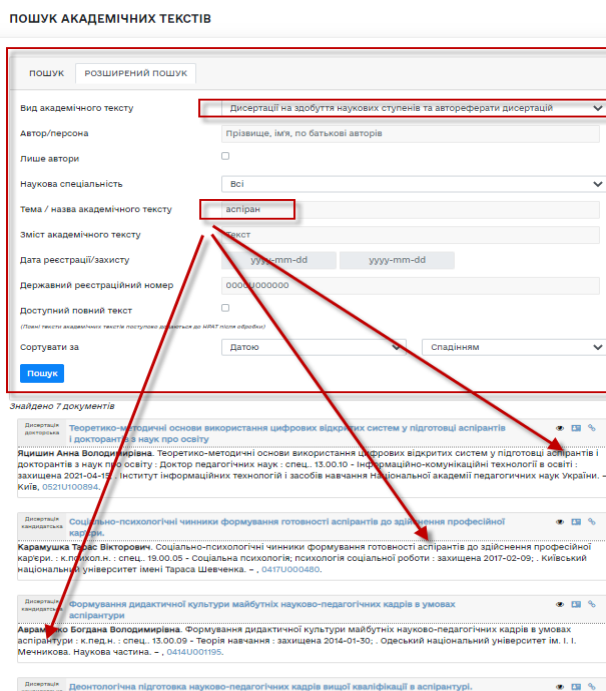 ПОШУК АКАДЕМІЧНИХ ТЕКСТІВ
ПОШУК РОЗШИРЕНИЙ ПОШУК
Вид академічного тексту Дисертації на здобуття наукових ступенів та автореферати дисертацій
Автор/персона Прізвище, імя, по батькові авторів
Лише автори
Наукова спеціальність Всі
Тема / назва академічного тексту аспіран
Зміст академічного тексту Текст
Дата реєстрації/захисту yyyy-mm-dd yyyy-mm-dd
Державний реєстраційний номер 0000U000000
Доступний повний текст
(Повні тексти академічних текстів поступово додаються до НРАТ після обробки)
Сортувати за Датою Спадінням
Пошук
Знайдено 7 документів
Дисертація докторська
Теоретико-методичні основи використання цифрових відкритих систем у підготовці аспірантів
і докторантів з наук про освіту
Яцишин Анна Володимирівна. Теоретико-методичні основи використання цифрових відкритих систем у підготовці аспірантів і
докторантів з наук про освіту : Доктор педагогічних наук : спец.. 13.00.10 - Інформаційно-комунікаційні технології в освіті :
захищена 2021-04-15; . Інститут інформаційних технологій і засобів навчання Національної академії педагогичних наук України. –
Київ, 0521U100894.
Дисертація кандидатська
Соціально-психологічні чинники формування готовності аспірантів до здійснення професійної
кар'єри.
Карамушка Тарас Вікторович. Соціально-психологічні чинники формування готовності аспірантів до здійснення професійної
кар'єри. : к.психол.н. : спец.. 19.00.05 - Соціальна психологія; психологія соціальної роботи : захищена 2017-02-09; . Київський
національний університет імені Тараса Шевченка. – , 0417U000480.
Дисертація кандидатська
Формування дидактичної культури майбутніх науково-педагогічних кадрів в умовах
аспірантури
Авраменко Богдана Володимирівна. Формування дидактичної культури майбутніх науково-педагогічних кадрів в умовах
аспірантури : к.пед.н. : спец.. 13.00.09 - Теорія навчання : захищена 2014-01-30; . Одеський національний університет ім. І. І.
Мечникова. Наукова частина. – , 0414U001195.
Дисертація
Деонтологічна підготовка науково-педагогічних кадрів вищої кваліфікації в аспірантурі.